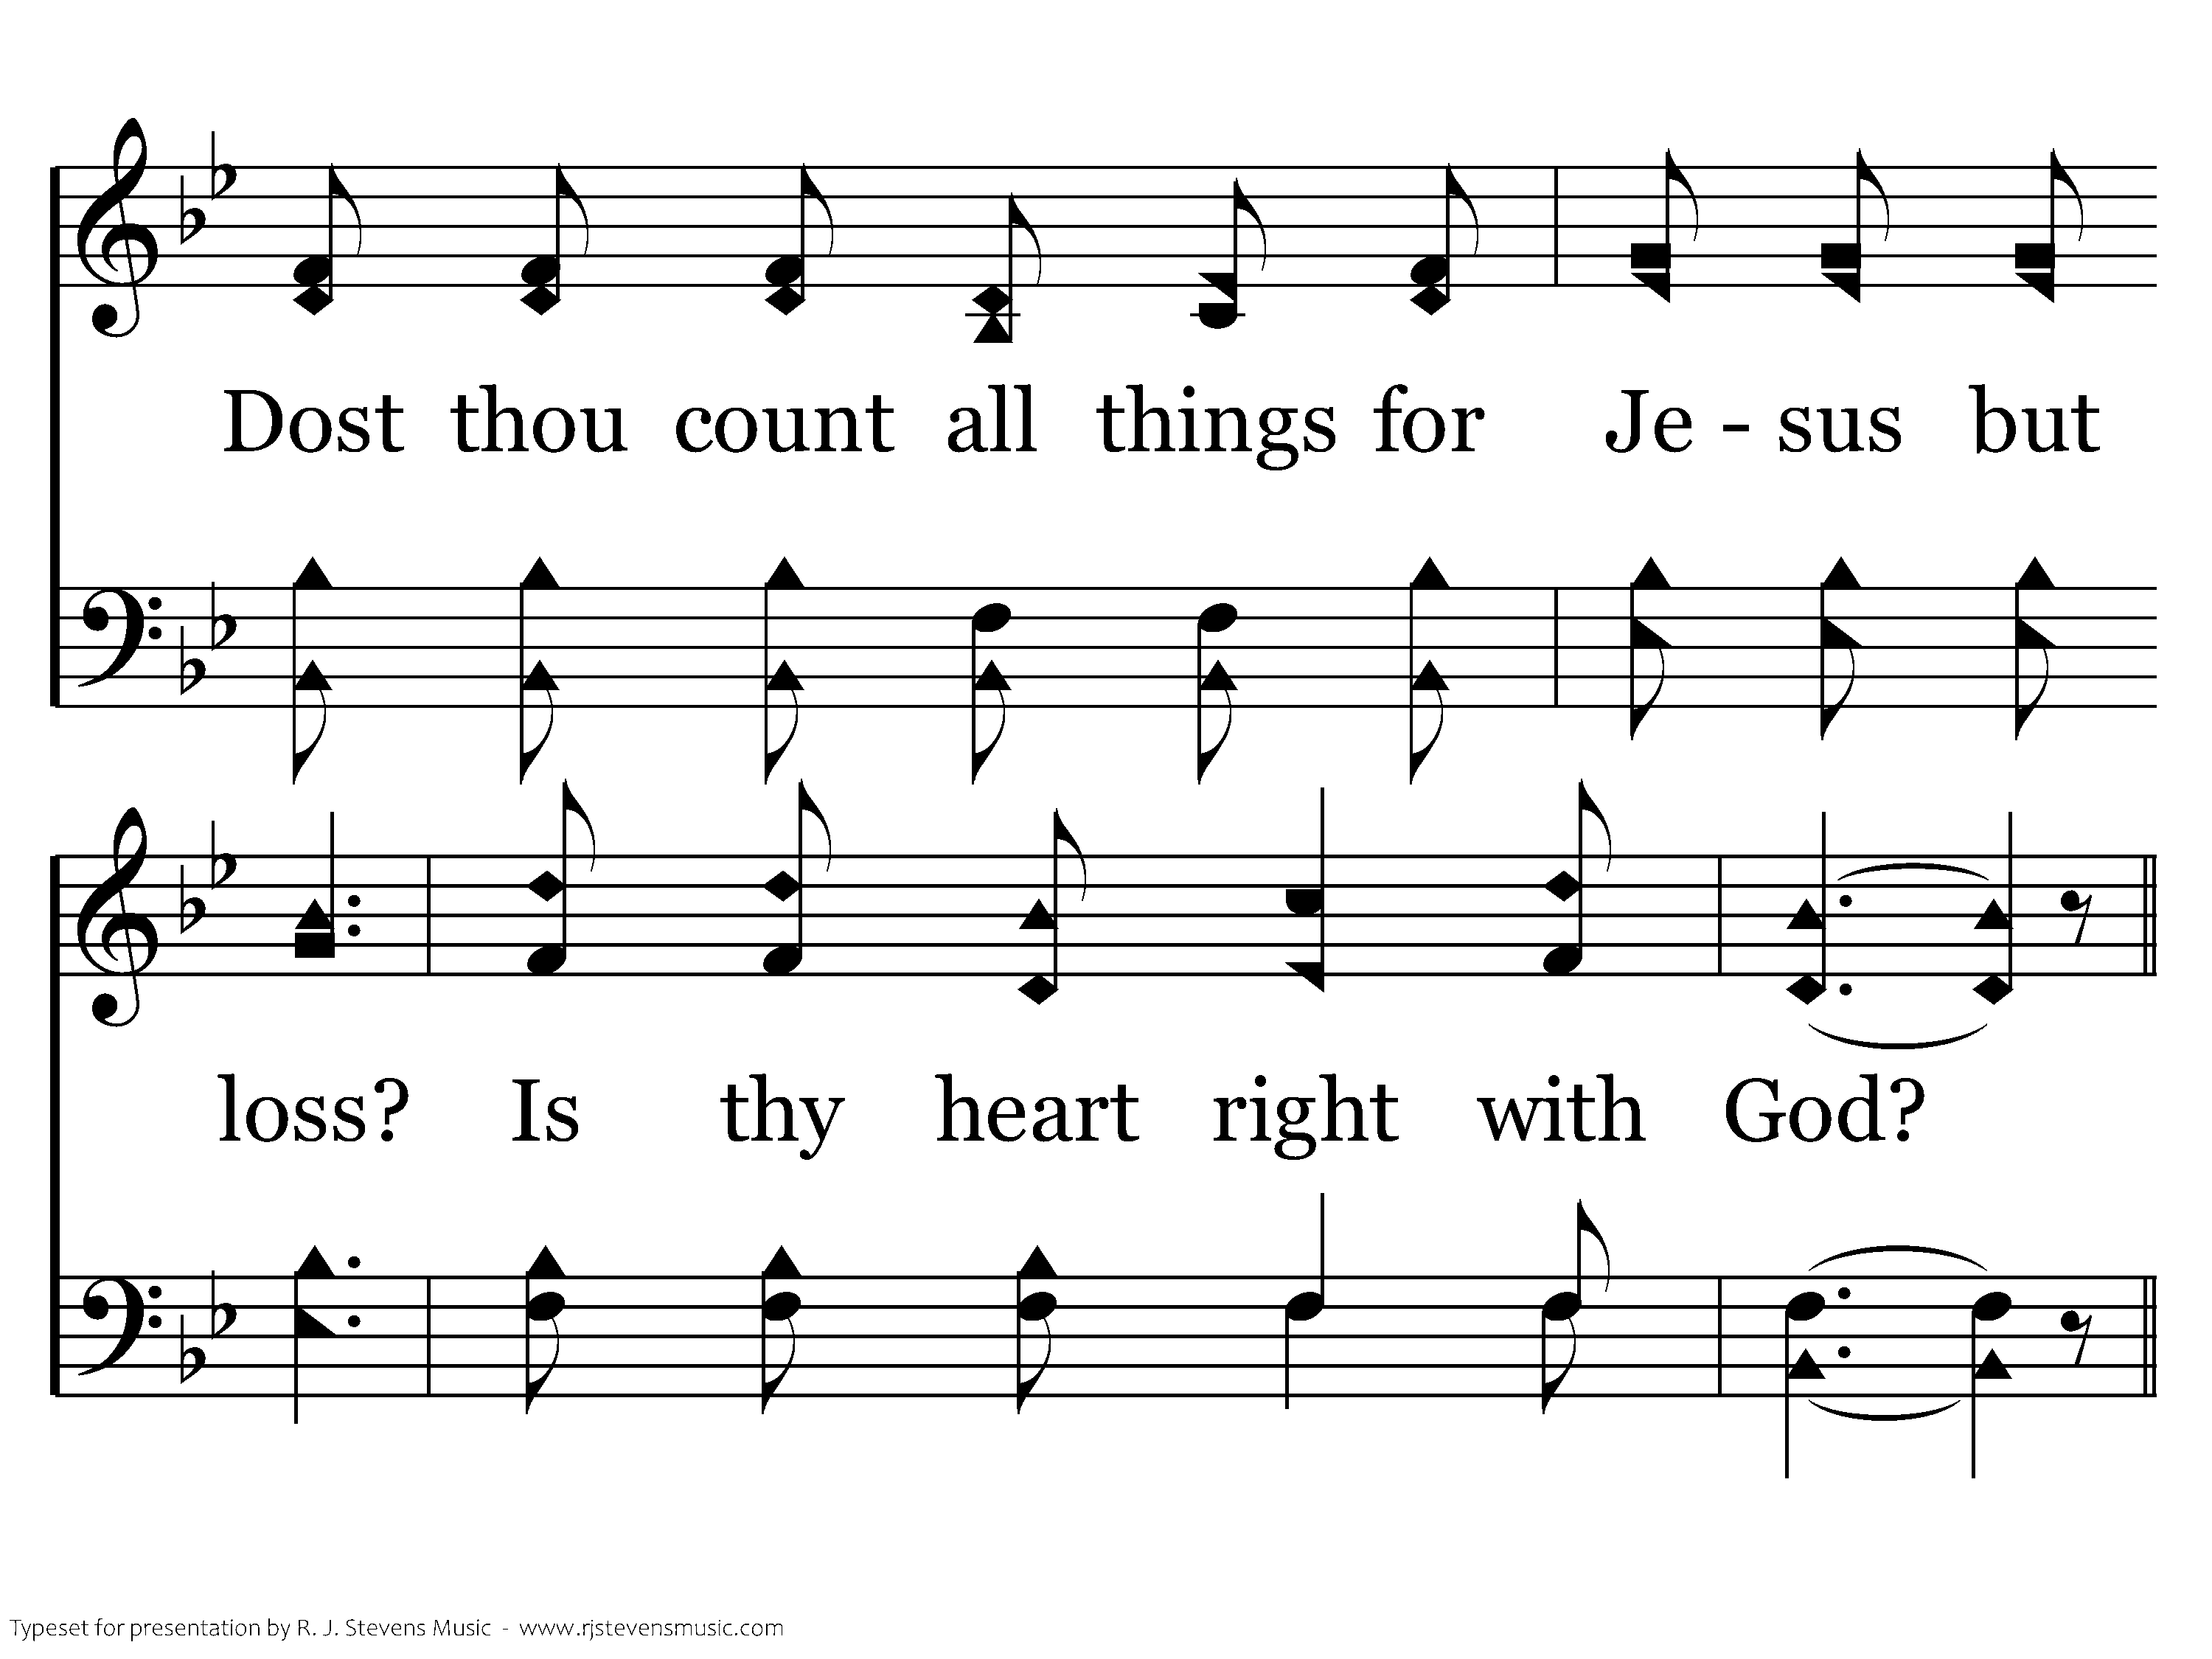 Dost thou count all things for Je - sus but
loss? Is thy heart right with God?
Typeset for presentation by R. J. Stevens Music - www.rjstevensmusic.com